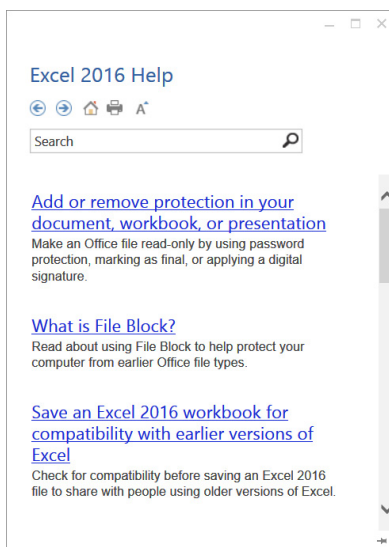 Excel 2016 Help
A
Search
Add or remove protection in your
document, workbook, or presentation
Make an Office file read-only by using password
protection, marking as final, or applying a digital
signature.
What is File Block?
Read about using File Block to help protect your
computer from earlier Office file types.
Save an Excel 2016 workbook for
compatibility with earlier versions of
Excel
Check for compatibility before saving an Excel 2016
file to share with people using older versions of Excel.